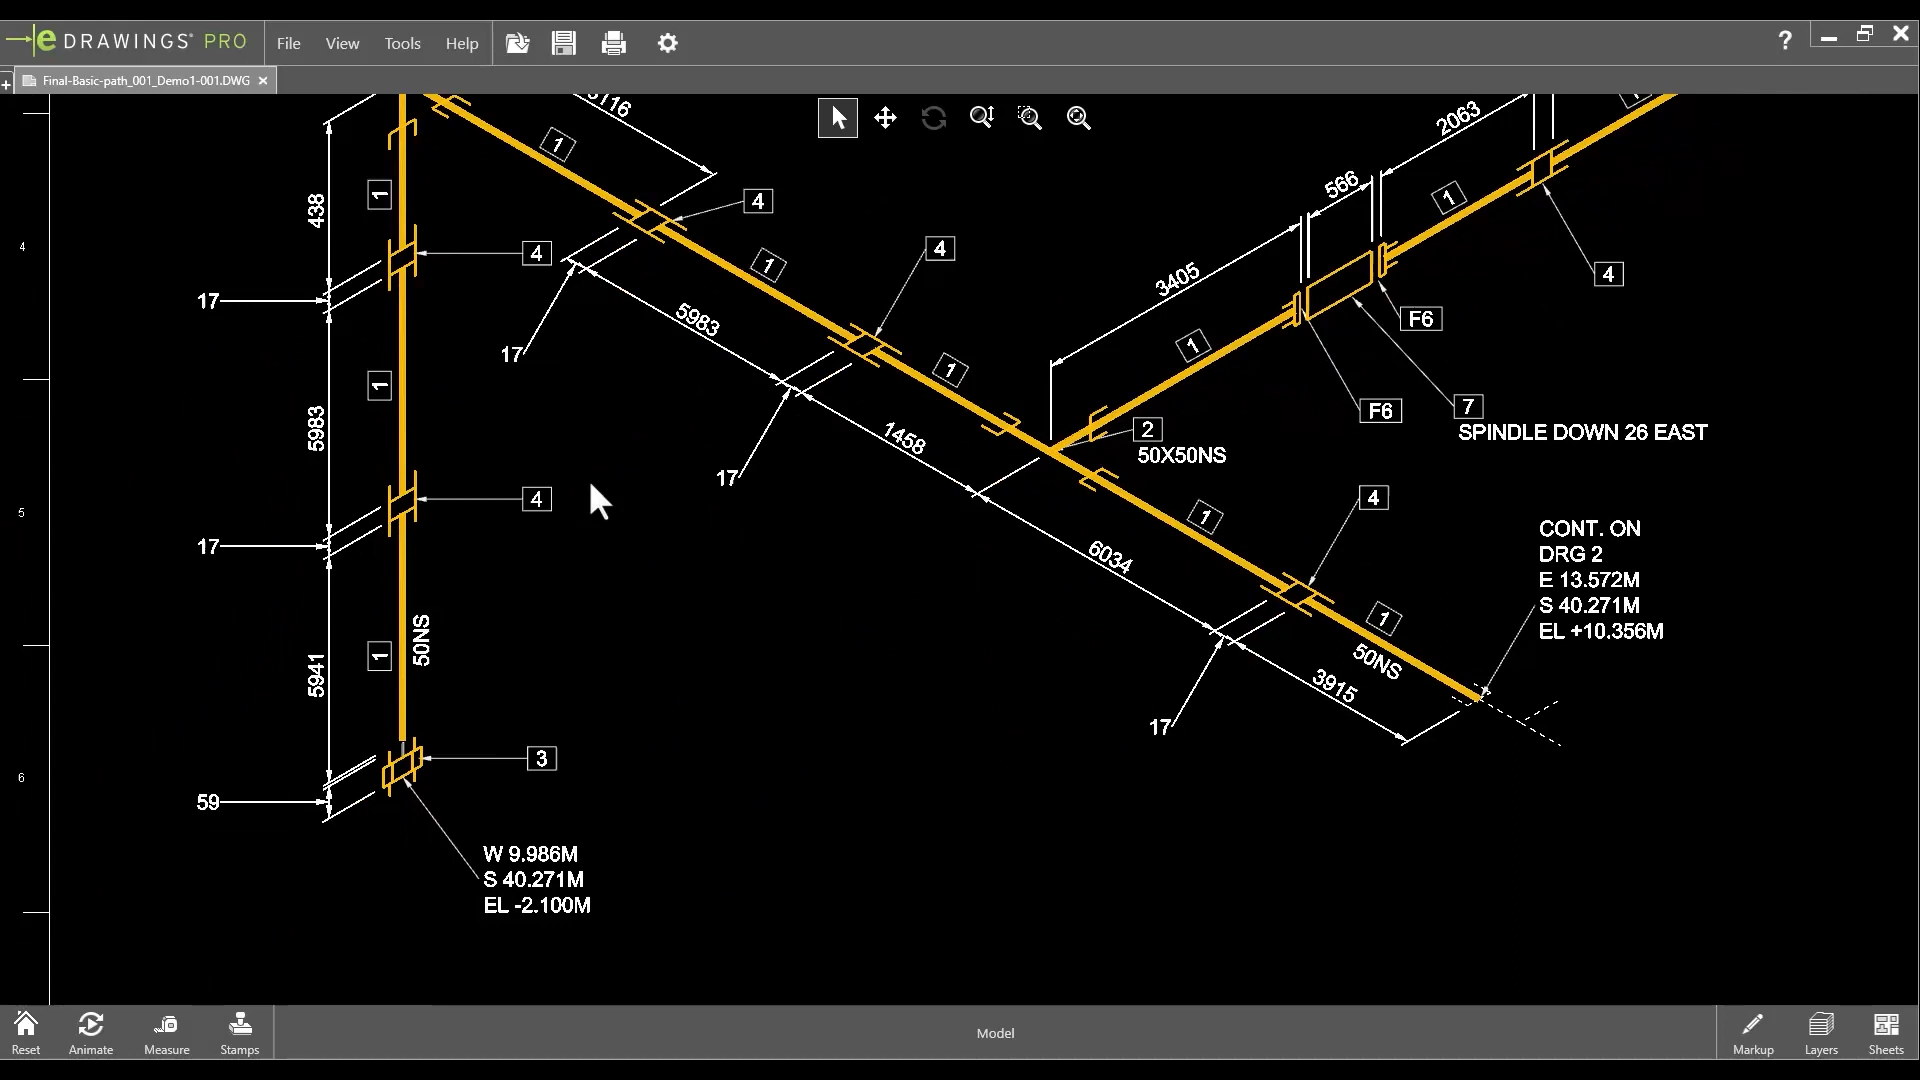 eDRAWINGS® PRO
File
View
Tools
Help
?
Final-Basic-path_001_Demo1-001.DWG
4
5
6
438
17
5983
17
5941
59
1
1
1
50NS
4
4
3
W 9.986M
S 40.271M
EL -2.100M
1
4
17
5983
1
4
17
1458
1
2
50X50NS
6034
1
4
17
50NS
1
3915
CONT. ON
DRG 2
E 13.572M
S 40.271M
EL +10.356M
3405
1
566
F6
F6
7
SPINDLE DOWN 26 EAST
2063
1
4
1
Reset
Animate
Measure
Stamps
Model
Markup
Layers
Sheets